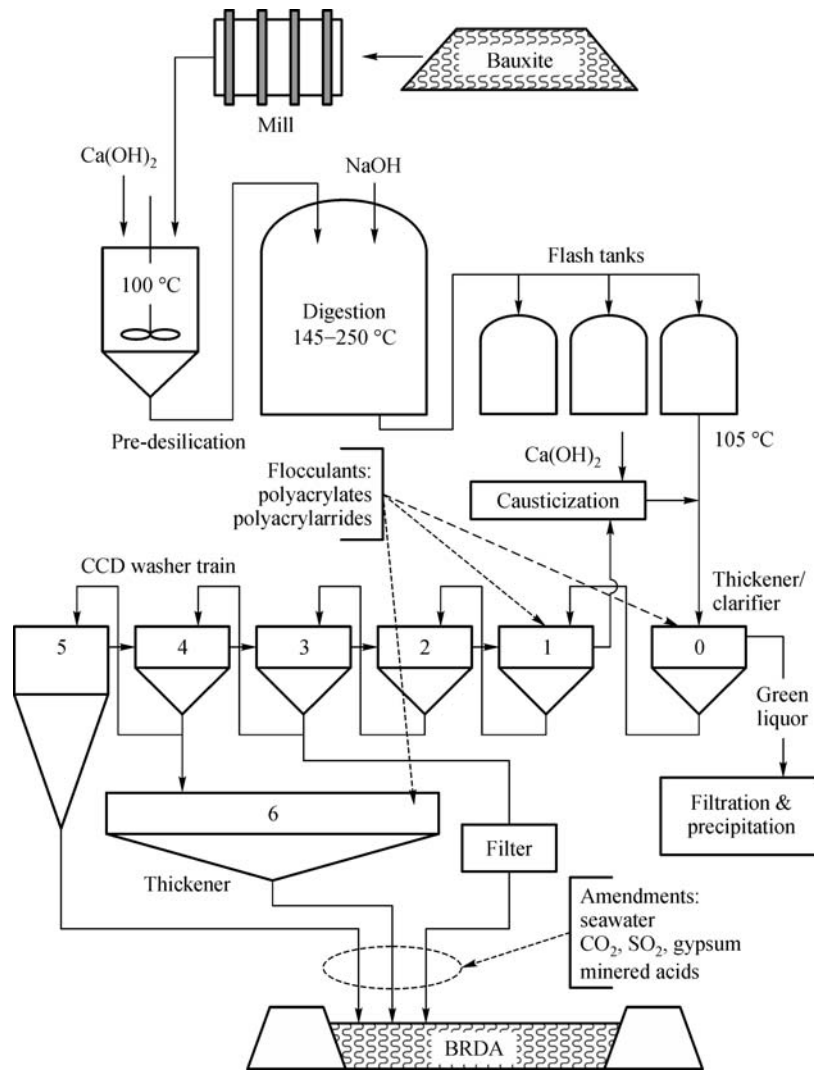 Bauxite
Mill
Ca(OH)₂
NaOH
100 °C
Flash tanks
Digestion
145−250 °C
Pre-desilication
105 °C
Ca(OH)₂
Flocculants:
polyacrylates
polyacrylarrides
Causticization
CCD washer train
Thickener/
clarifier
5
4
3
2
1
0
Green
liquor
6
Filter
Filtration &
precipitation
Thickener
Amendments:
seawater
CO₂, SO₂, gypsum
minered acids
BRDA